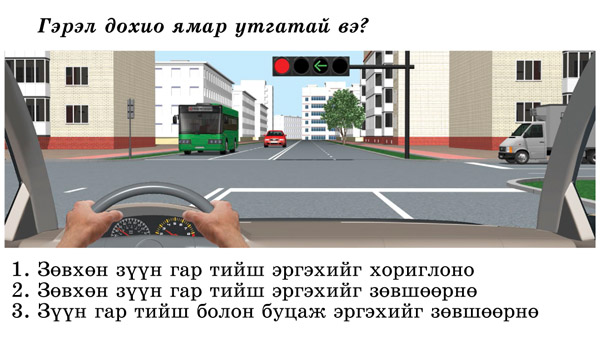 Гэрэл дохио ямар утгатай вэ?
1. Зөвхөн зүүн гар тийш эргэхийг хориглоно
2. Зөвхөн зүүн гар тийш эргэхийг зөвшөөрнө
3. Зүүн гар тийш болон буцаж эргэхийг зөвшөөрнө